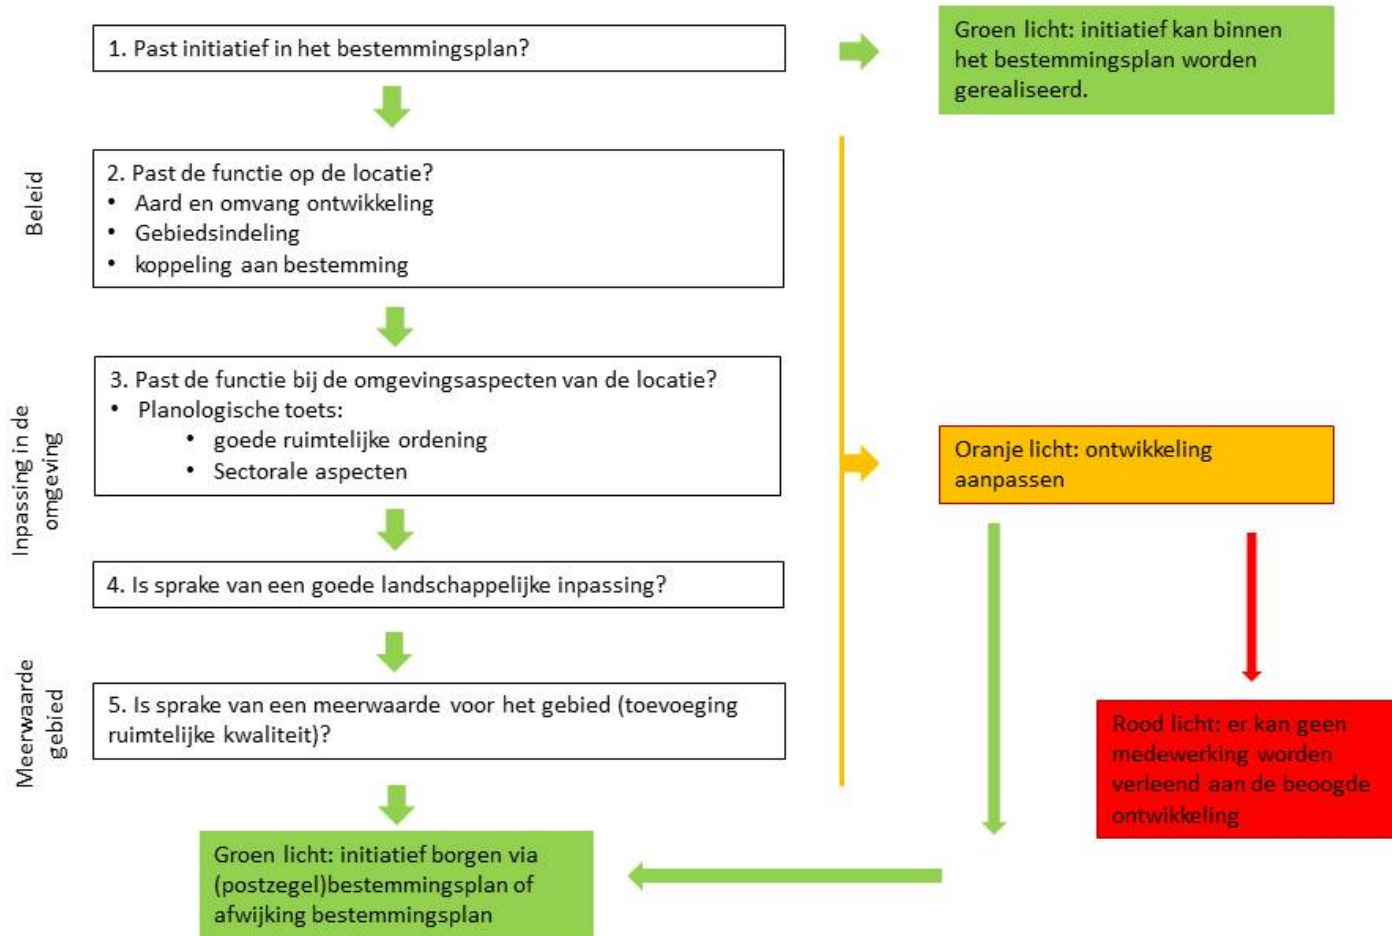 1. Past initiatief in het bestemmingsplan?
Groen licht: initiatief kan binnen
het bestemmingsplan worden
gerealiseerd.
Beleid
2. Past de functie op de locatie?
• Aard en omvang ontwikkeling
• Gebiedsindeling
• koppeling aan bestemming
Inpassing in de
omgeving
3. Past de functie bij de omgevingsaspecten van de locatie?
• Planologische toets:
• goede ruimtelijke ordening
• Sectorale aspecten
Oranje licht: ontwikkeling
aanpassen
4. Is sprake van een goede landschappelijke inpassing?
Meerwaarde
gebied
5. Is sprake van een meerwaarde voor het gebied (toevoeging
ruimtelijke kwaliteit)?
Rood licht: er kan geen
medewerking worden
verleend aan de beoogde
ontwikkeling
Groen licht: initiatief borgen via
(postzegel)bestemmingsplan of
afwijking bestemmingsplan